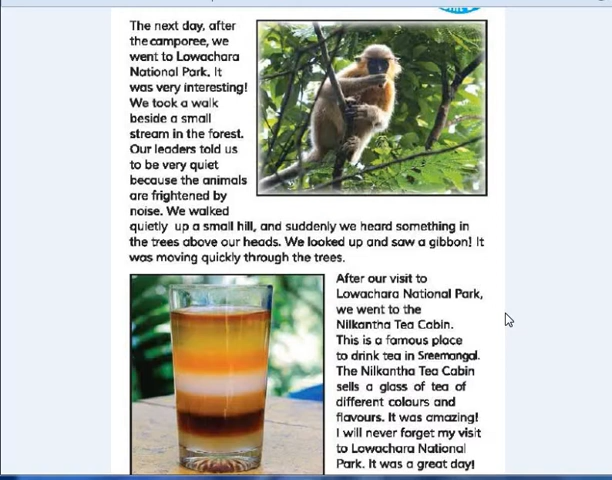 The next day, after
the camporee, we
went to Lowachara
National Park. It
was very interesting!
We took a walk
beside a small
stream in the forest.
Our leaders told us
to be very quiet
because the animals
are frightened by
noise. We walked
quietly up a small hill, and suddenly we heard something in
the trees above our heads. We looked up and saw a gibbon! It
was moving quickly through the trees.
After our visit to
Lowachara National Park,
we went to the
Nilkantha Tea Cabin.
This is a famous place
to drink tea in Sreemangal.
The Nilkantha Tea Cabin
sells a glass of tea of
different colours and
flavours. It was amazing!
I will never forget my visit
to Lowachara National
Park. It was a great day!